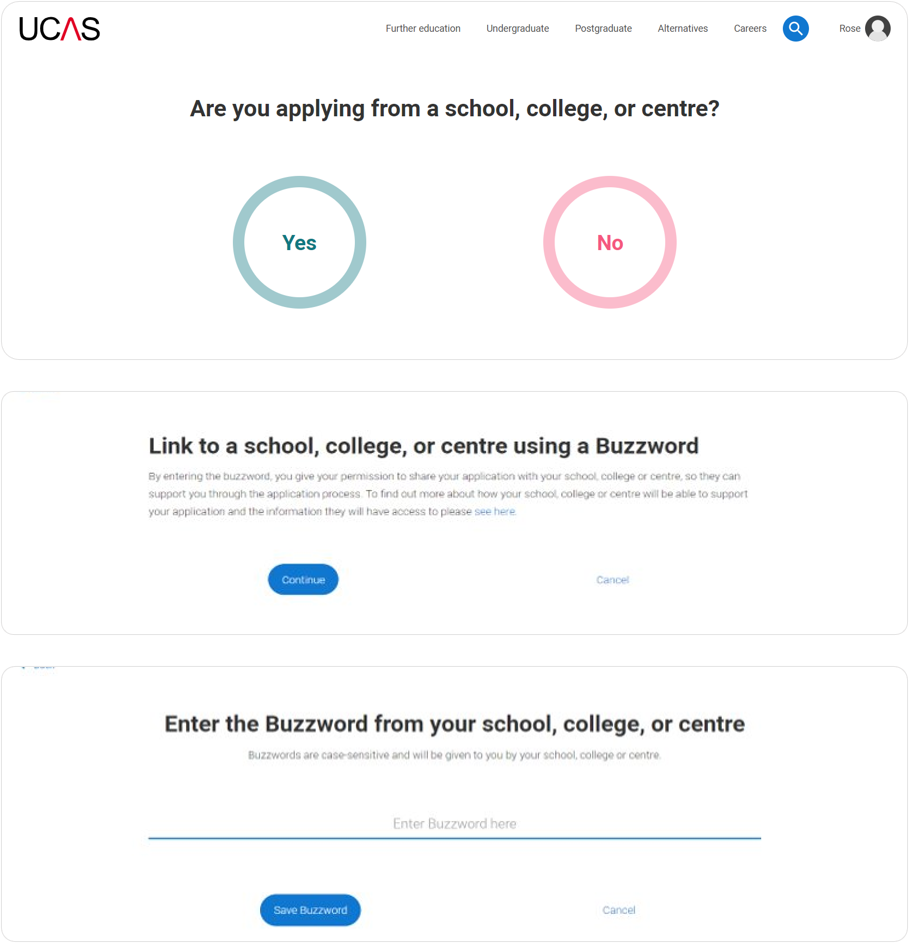 UCAS
Further education Undergraduate Postgraduate Alternatives Careers Rose
Are you applying from a school, college, or centre?
Yes No
Link to a school, college, or centre using a Buzzword
By entering the buzzword, you give your permission to share your application with your school, college or centre, so they can
support you through the application process. To find out more about how your school, college or centre will be able to support
your application and the information they will have access to please see here.
Continue Cancel
Enter the Buzzword from your school, college, or centre
Buzzwords are case-sensitive and will be given to you by your school, college or centre.
Enter Buzzword here
Save Buzzword Cancel